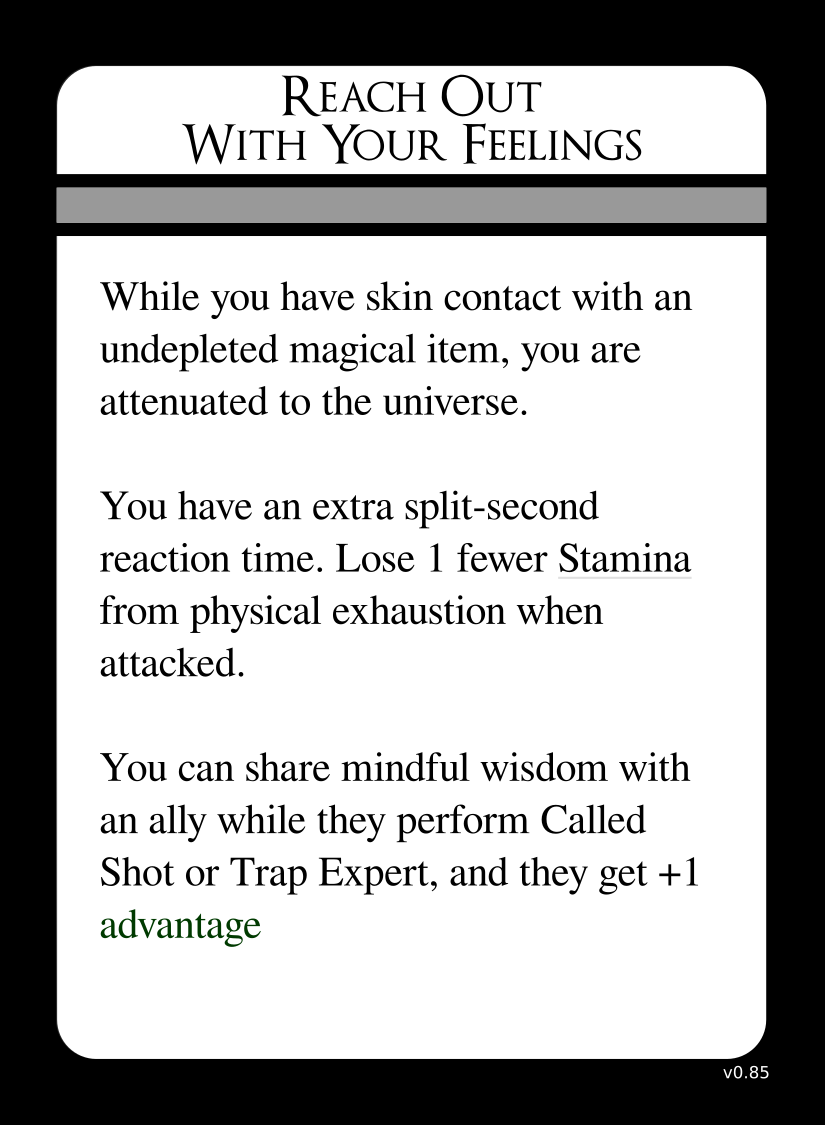 Reach Out
With Your Feelings
While you have skin contact with an
undepleted magical item, you are
attenuated to the universe.
You have an extra split-second
reaction time. Lose 1 fewer Stamina
from physical exhaustion when
attacked.
You can share mindful wisdom with
an ally while they perform Called
Shot or Trap Expert, and they get +1
advantage
v0.85